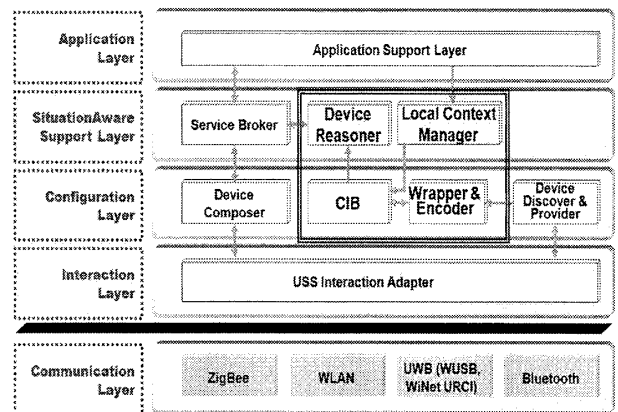 Application
Layer
Application Support Layer
SituationAware
Support Layer
Service Broker
Device
Reasoner
Local Context
Manager
Configuration
Layer
Device
Composer
CIB
Wrapper &
Encoder
Device
Discover &
Provider
Interaction
Layer
USS Interaction Adapter
Communication
Layer
ZigBee
WLAN
UWB (WUSB,
WiNet URCI)
Bluetooth